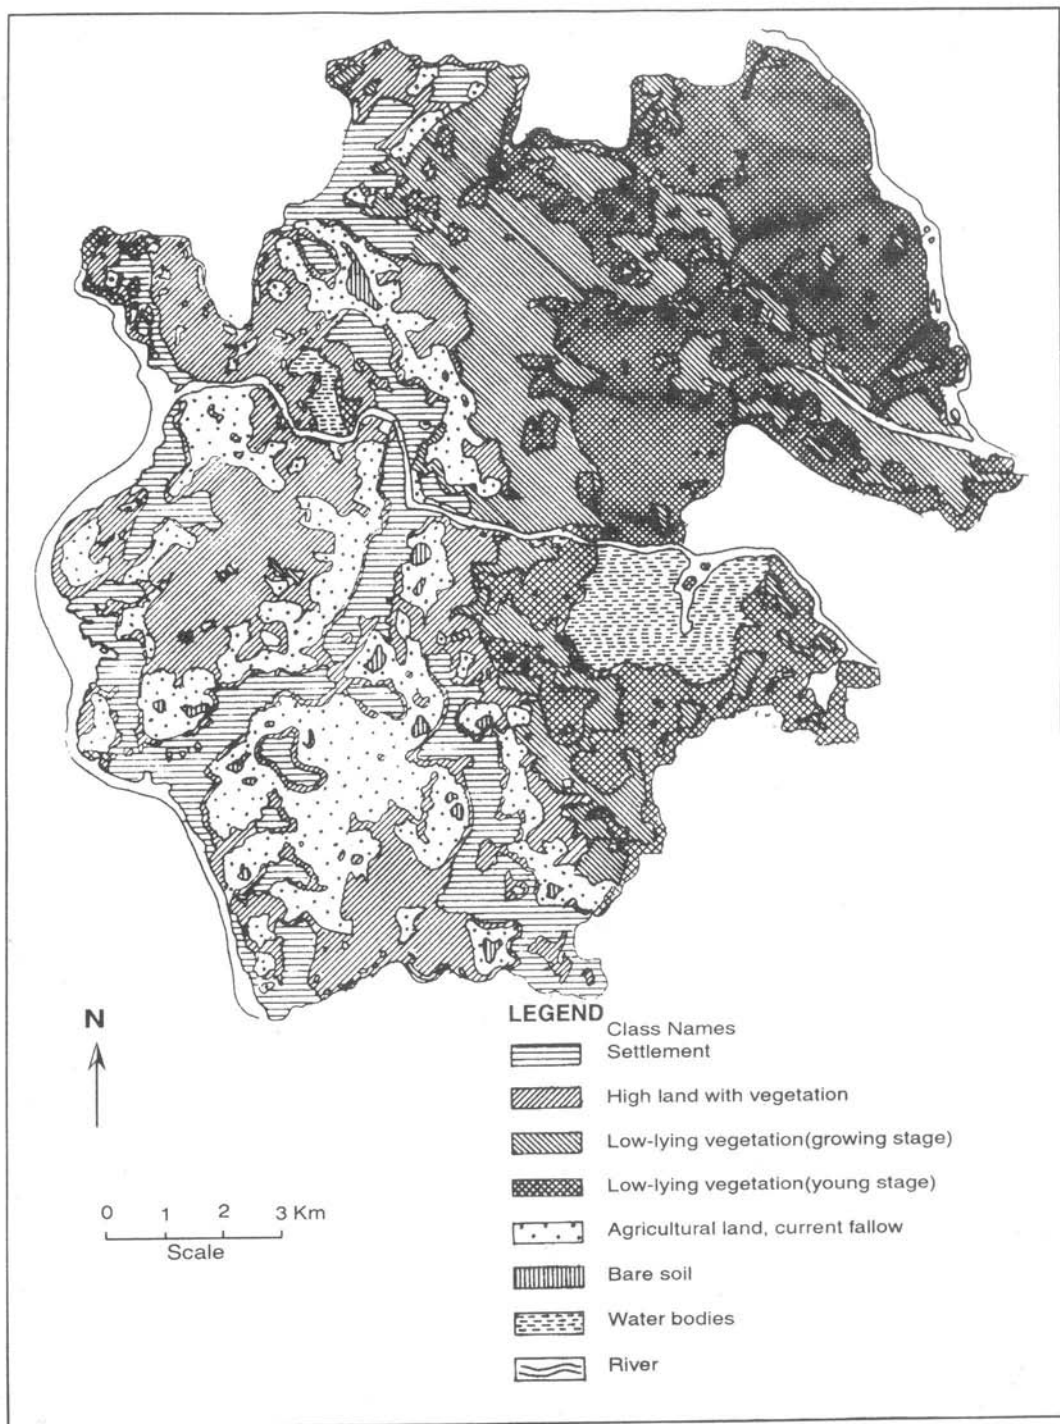 N
0 1 2 3 Km
Scale
LEGEND
Class Names
Settlement
High land with vegetation
Low-lying vegetation(growing stage)
Low-lying vegetation(young stage)
Agricultural land, current fallow
Bare soil
Water bodies
River